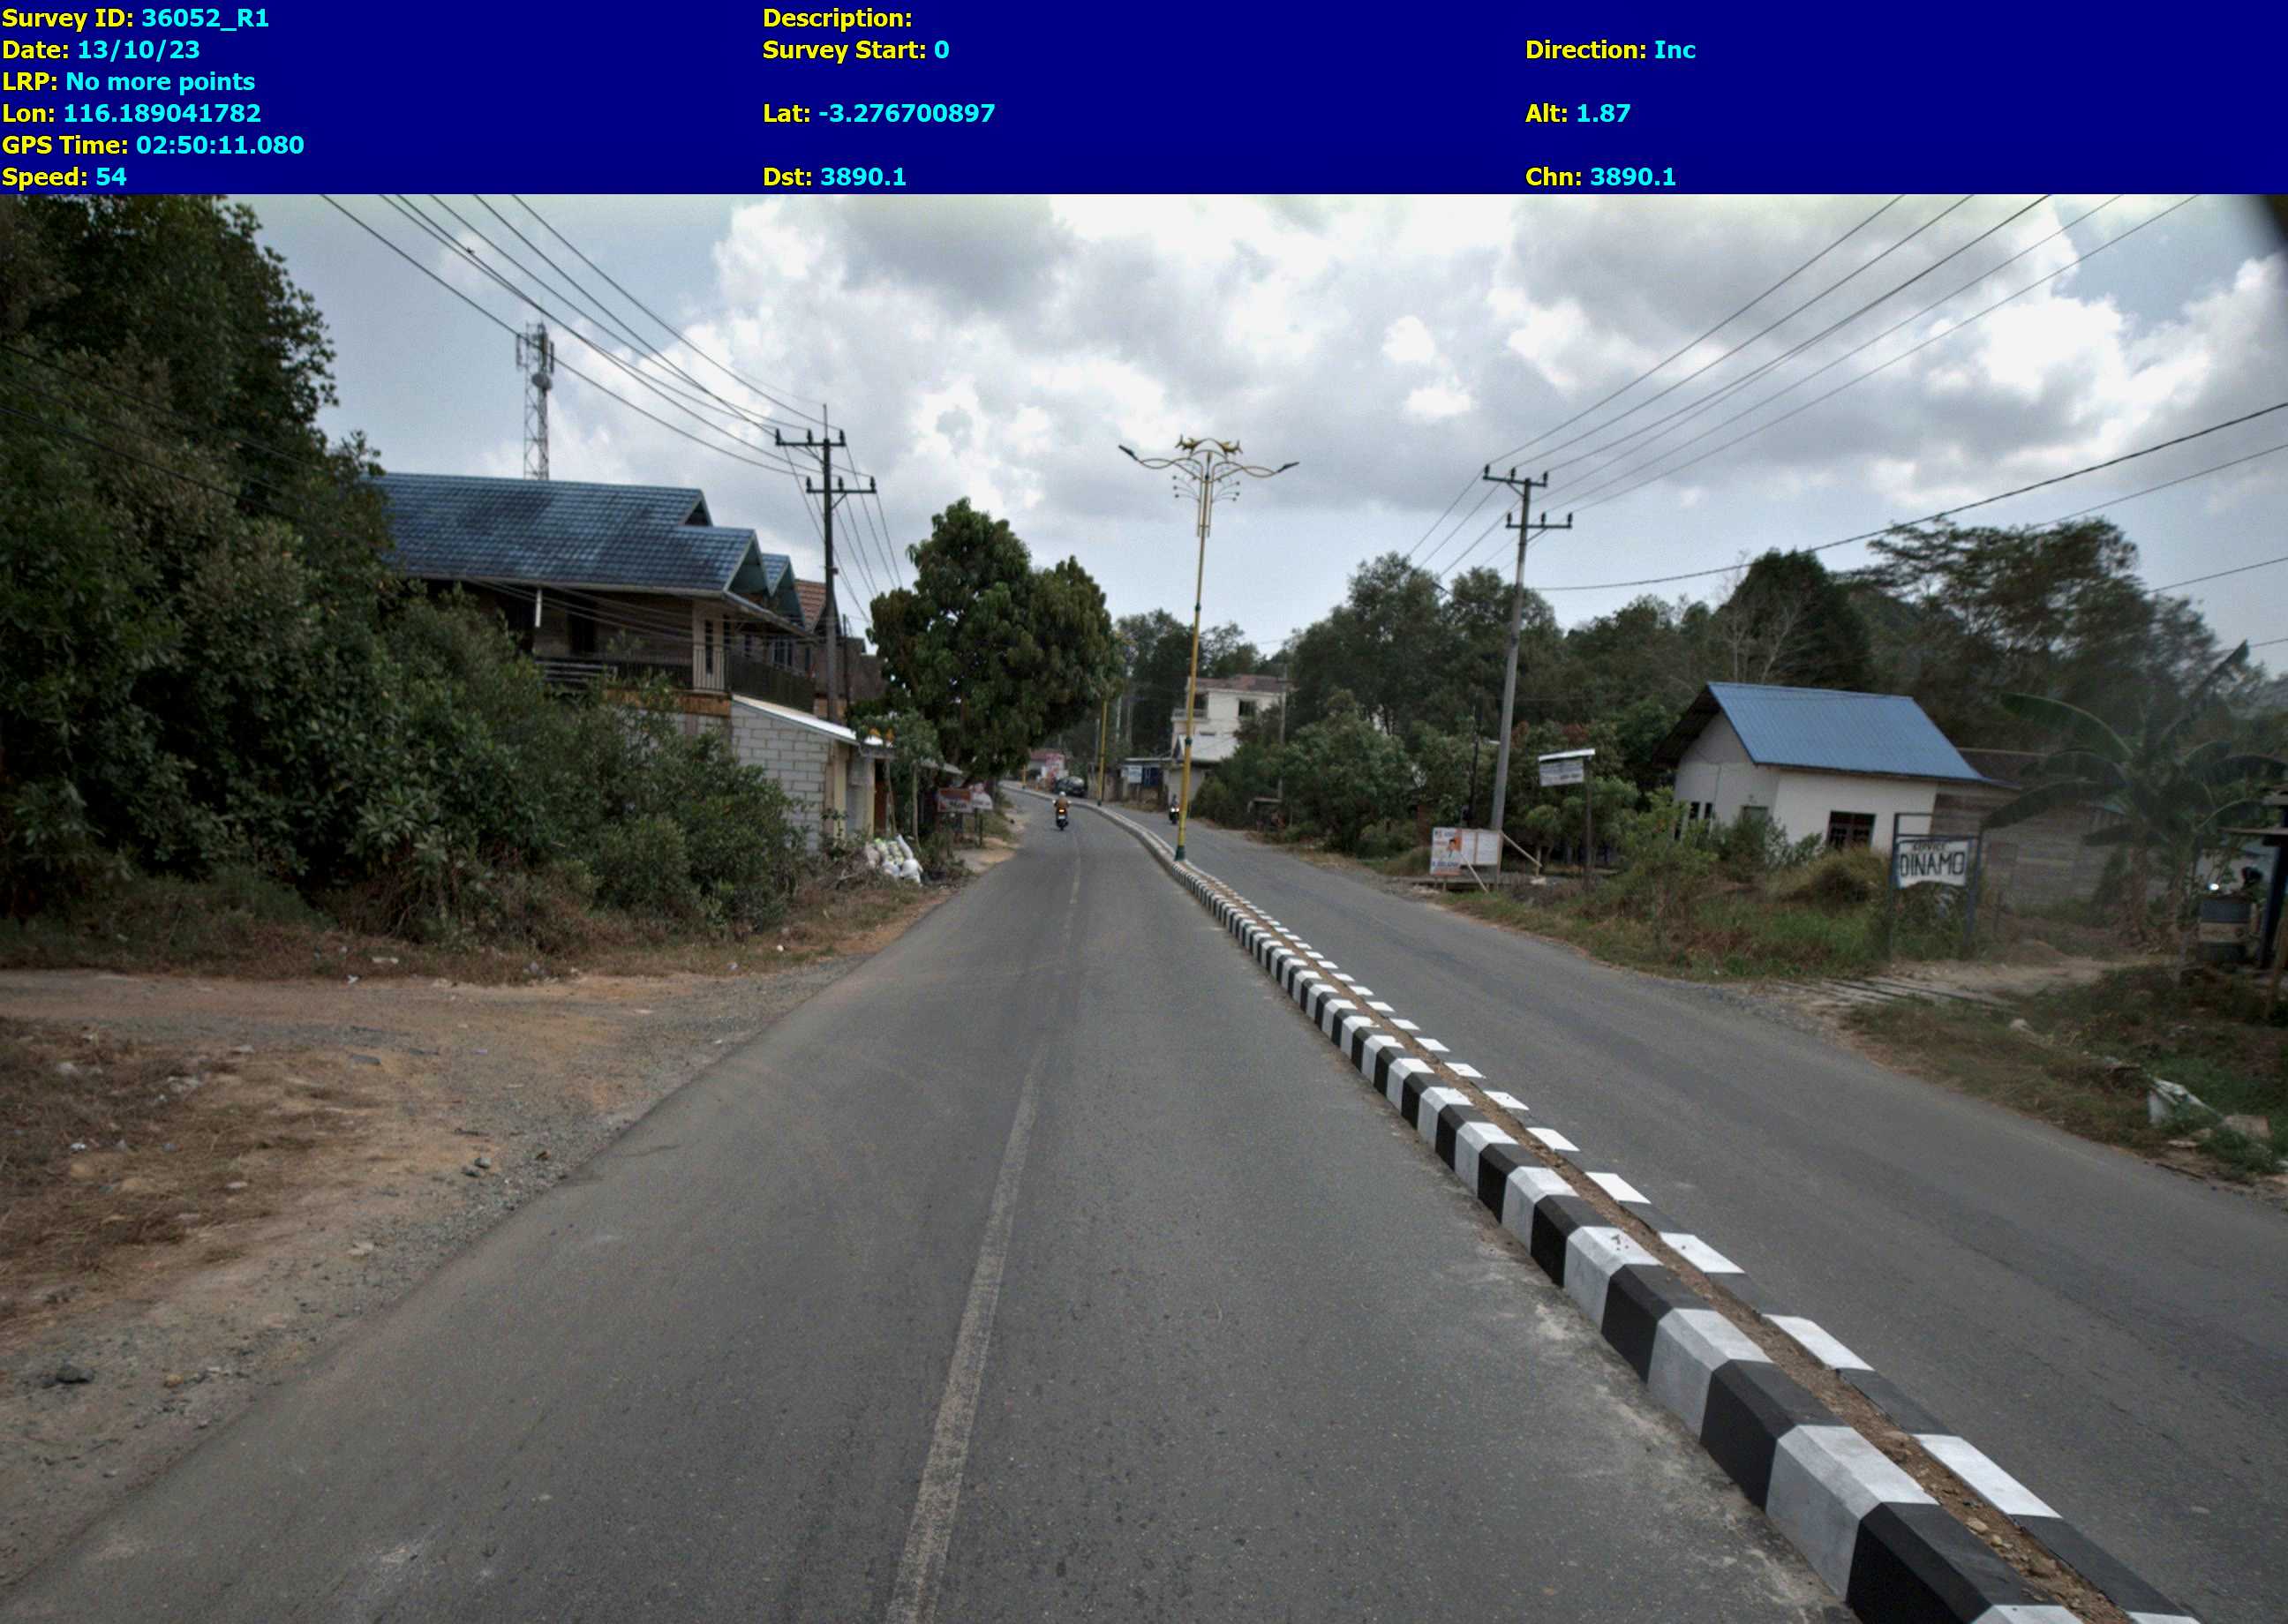 Survey ID: 36052_R1
Description:
Date: 13/10/23
Survey Start: 0
Direction: Inc
LRP: No more points
Lon: 116.189041782
Lat: -3.276700897
Alt: 1.87
GPS Time: 02:50:11.080
Speed: 54
Dst: 3890.1
Chn: 3890.1
SERVICE
DINAMO